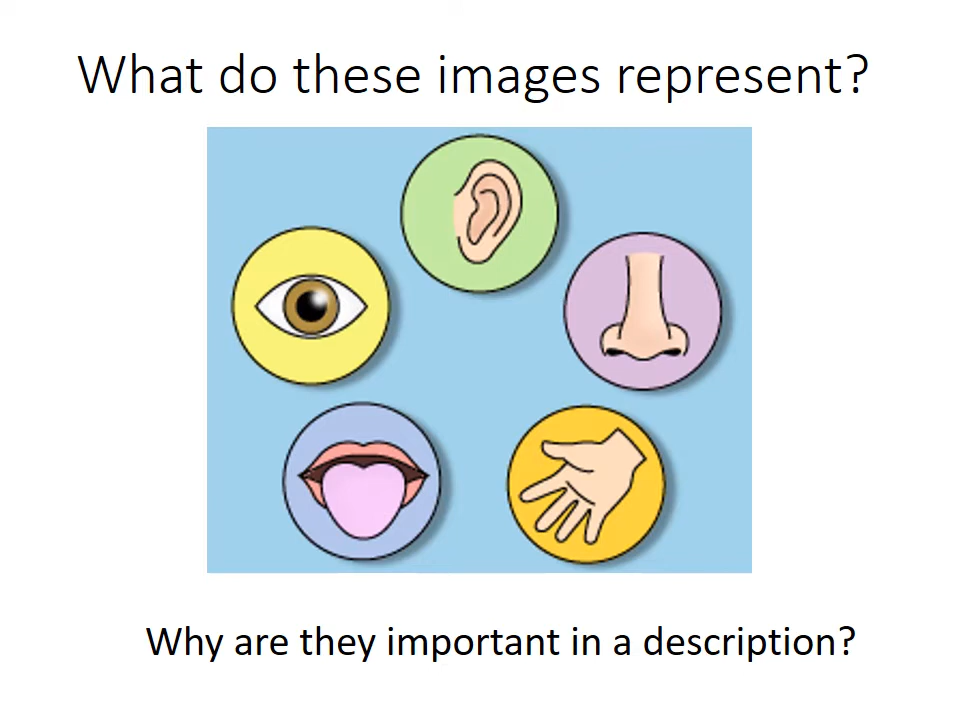 What do these images represent?
Why are they important in a description?